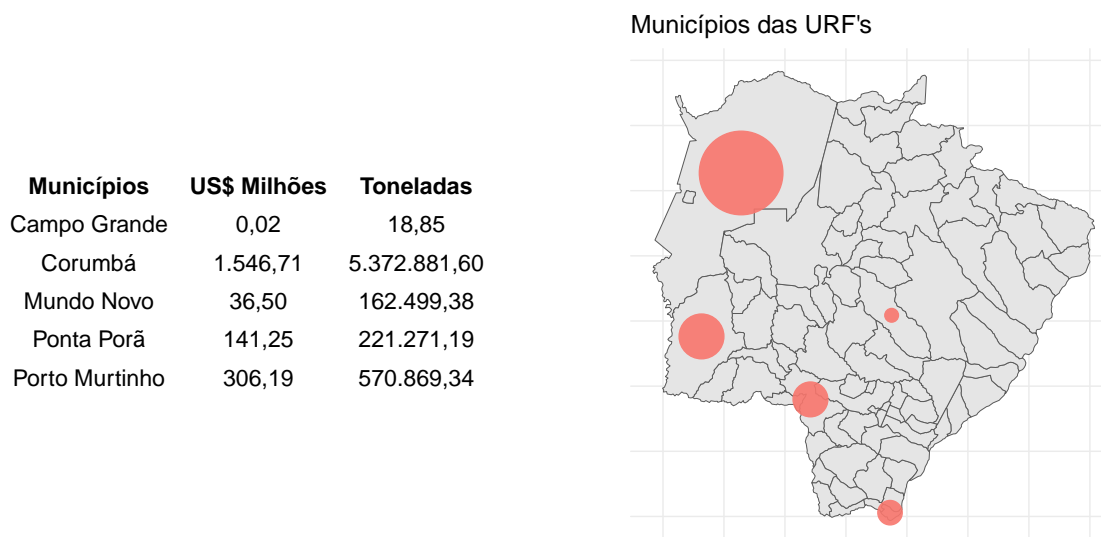 Municípios das URF's
Municípios US$ Milhões Toneladas
Campo Grande 0,02 18,85
Corumbá 1.546,71 5.372.881,60
Mundo Novo 36,50 162.499,38
Ponta Porã 141,25 221.271,19
Porto Murtinho 306,19 570.869,34